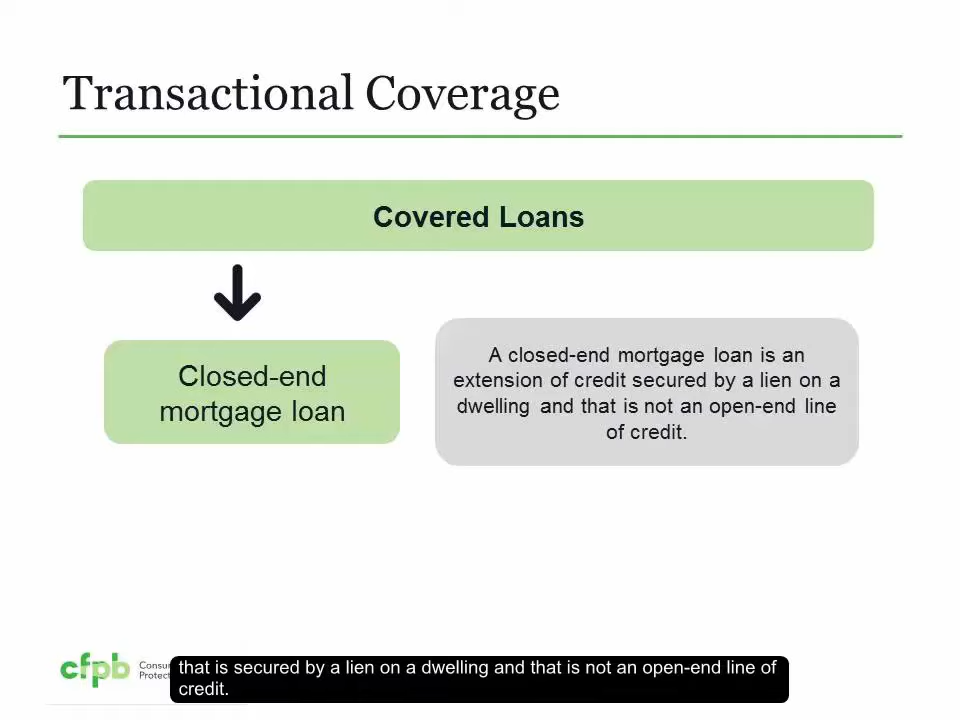 Transactional Coverage
Covered Loans
Closed-end
mortgage loan
A closed-end mortgage loan is an
extension of credit secured by a lien on a
dwelling and that is not an open-end line
of credit.
cfpb
that is secured by a lien on a dwelling and that is not an open-end line of
credit.